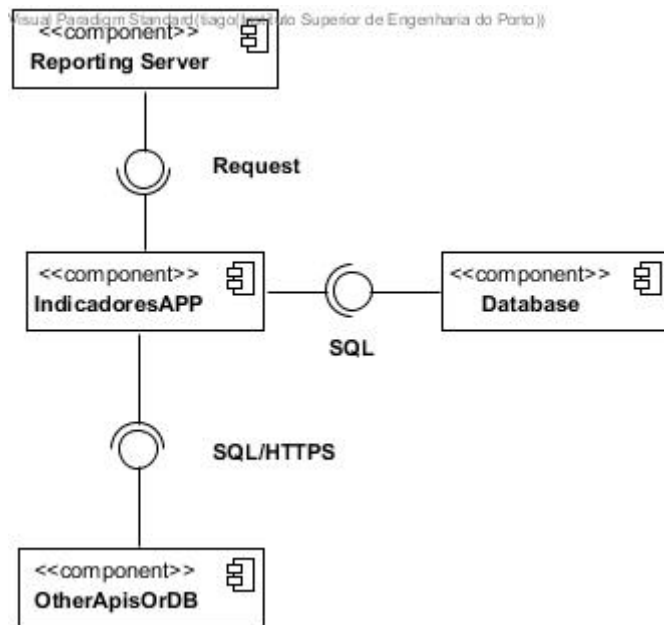 Visual Paradigm Standard(tiago(Instituto Superior de Engenharia do Porto))
<<component>>
Reporting Server
Request
<<component>>
IndicadoresAPP
<<component>>
Database
SQL
SQL/HTTPS
<<component>>
OtherApisOrDB